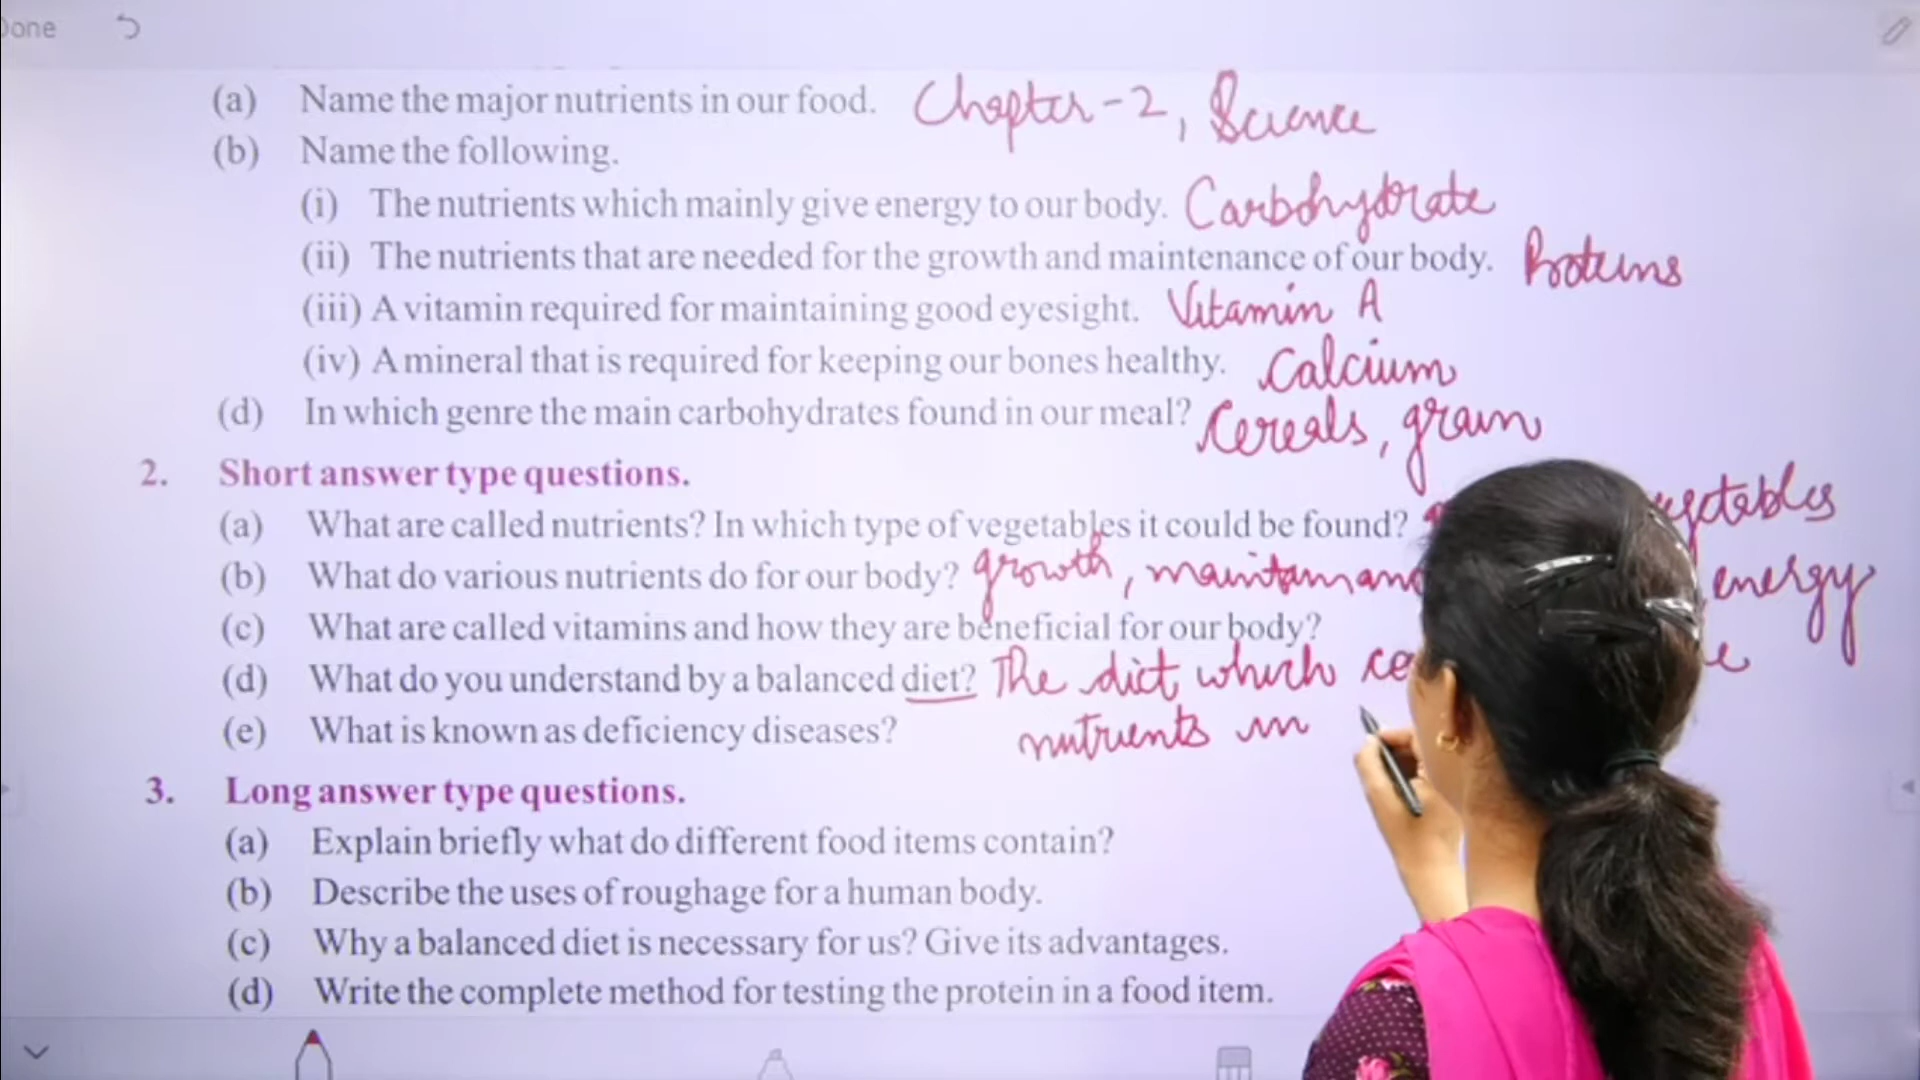 Done
(a) Name the major nutrients in our food. Chapter-2, Science
(b) Name the following.
(i) The nutrients which mainly give energy to our body. Carbohydrate
(ii) The nutrients that are needed for the growth and maintenance of our body. Proteins
(iii) A vitamin required for maintaining good eyesight. Vitamin A
(iv) A mineral that is required for keeping our bones healthy. Calcium
(d) In which genre the main carbohydrates found in our meal? Cereals, grain
2. Short answer type questions.
(a) What are called nutrients? In which type of vegetables it could be found? vegetables
(b) What do various nutrients do for our body? growth, energy
(c) What are called vitamins and how they are beneficial for our body?
(d) What do you understand by a balanced diet? The diet which
(e) What is known as deficiency diseases? nutrients in
3. Long answer type questions.
(a) Explain briefly what do different food items contain?
(b) Describe the uses of roughage for a human body.
(c) Why a balanced diet is necessary for us? Give its advantages.
(d) Write the complete method for testing the protein in a food item.